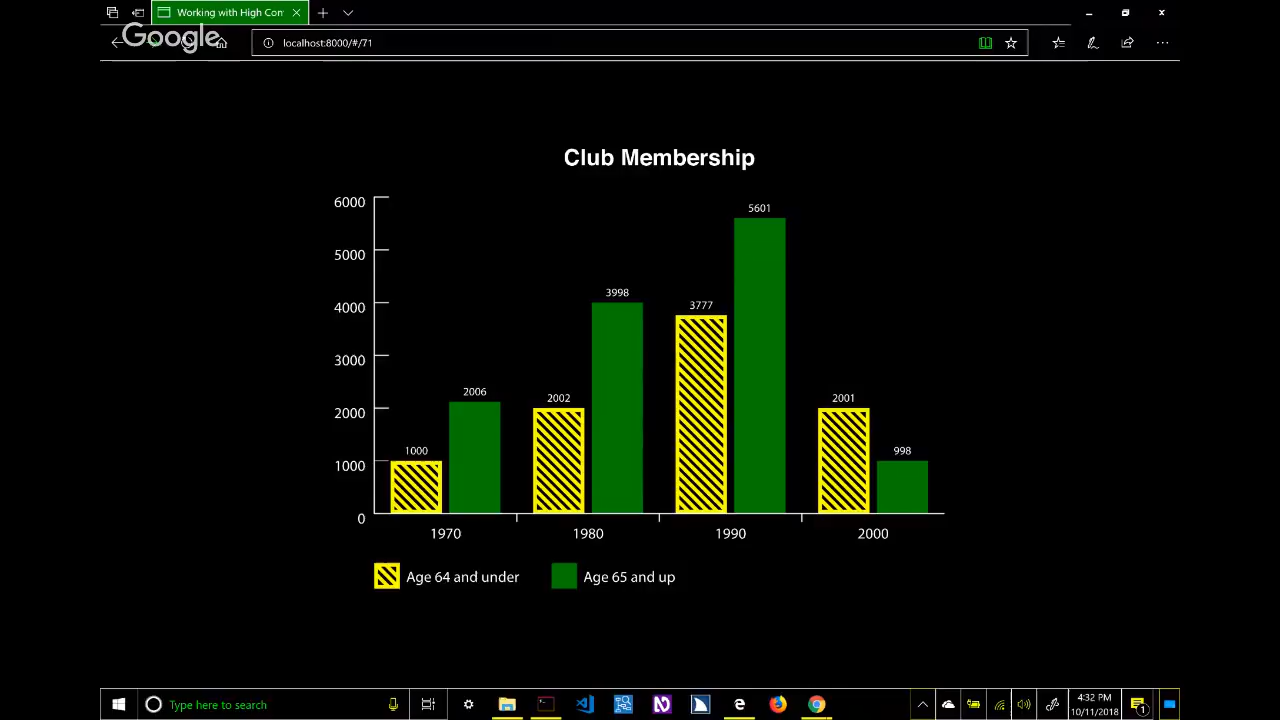 Working with High Con
Google
localhost:8000/#/71
Club Membership
6000
5000
4000
3000
2000
1000
0
1000
2006
2002
3998
3777
5601
2001
998
1970
1980
1990
2000
Age 64 and under
Age 65 and up
Type here to search
4:32 PM
10/11/2018
1